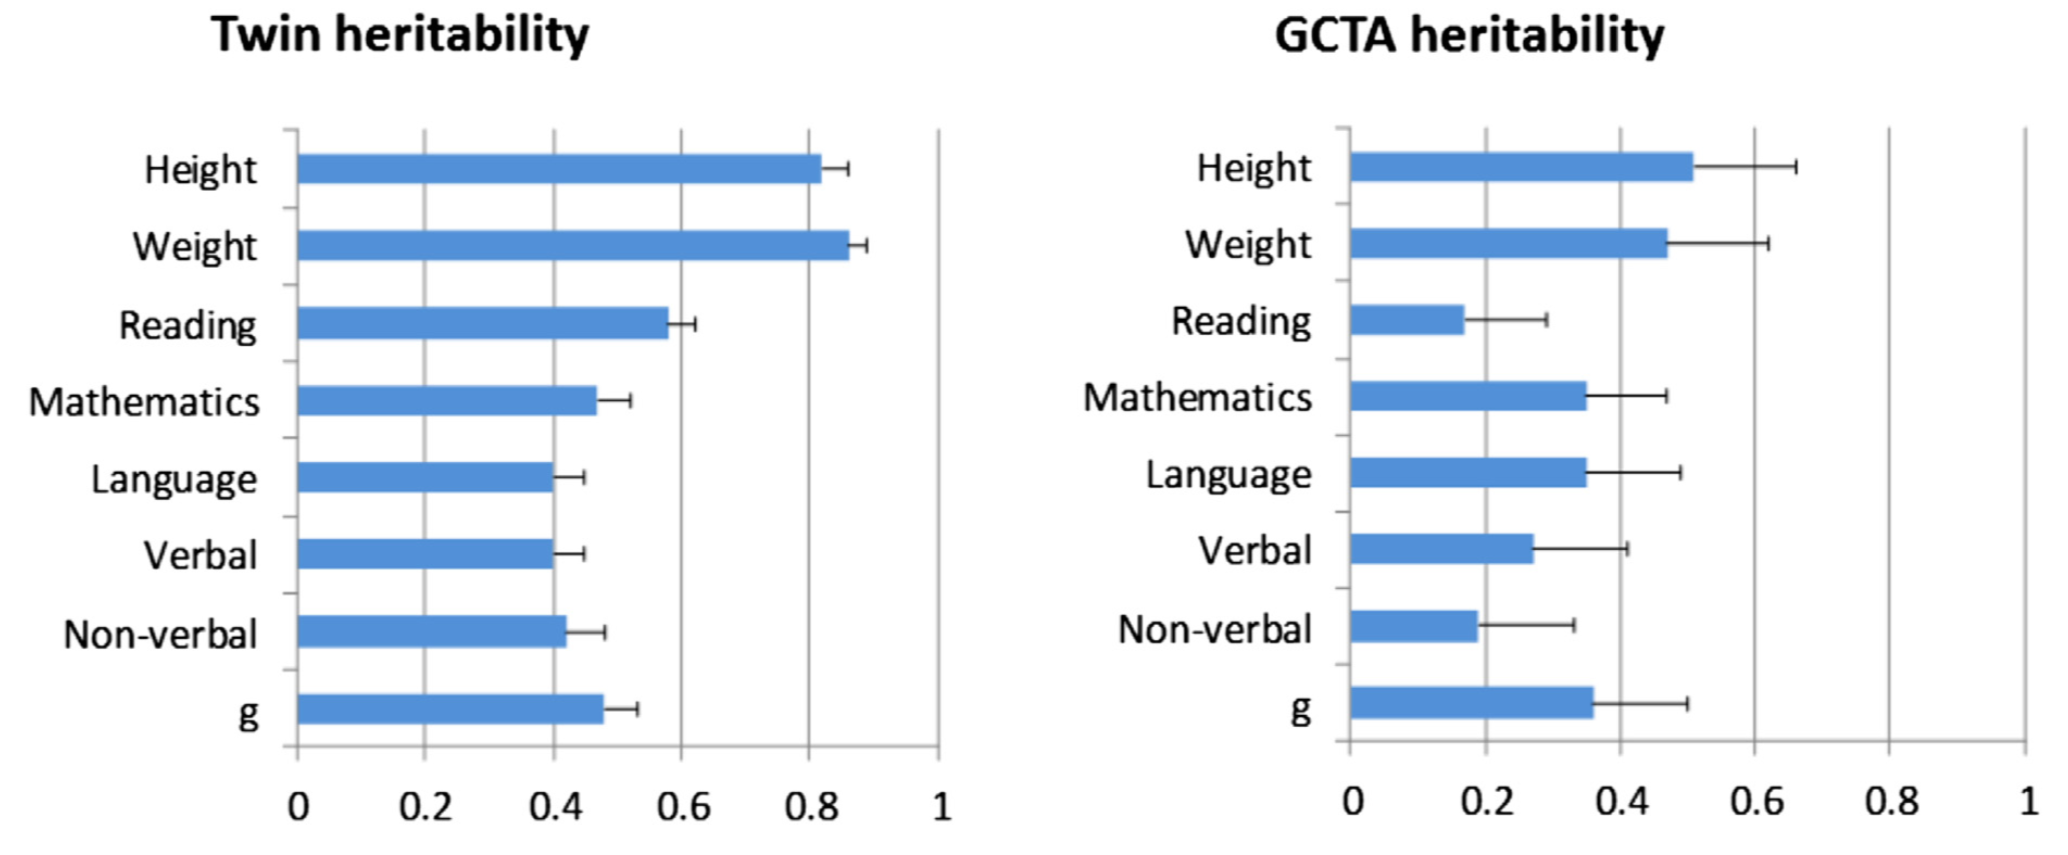 Twin heritability
Height
Weight
Reading
Mathematics
Language
Verbal
Non-verbal
g
0 0.2 0.4 0.6 0.8 1
GCTA heritability
Height
Weight
Reading
Mathematics
Language
Verbal
Non-verbal
g
0 0.2 0.4 0.6 0.8 1